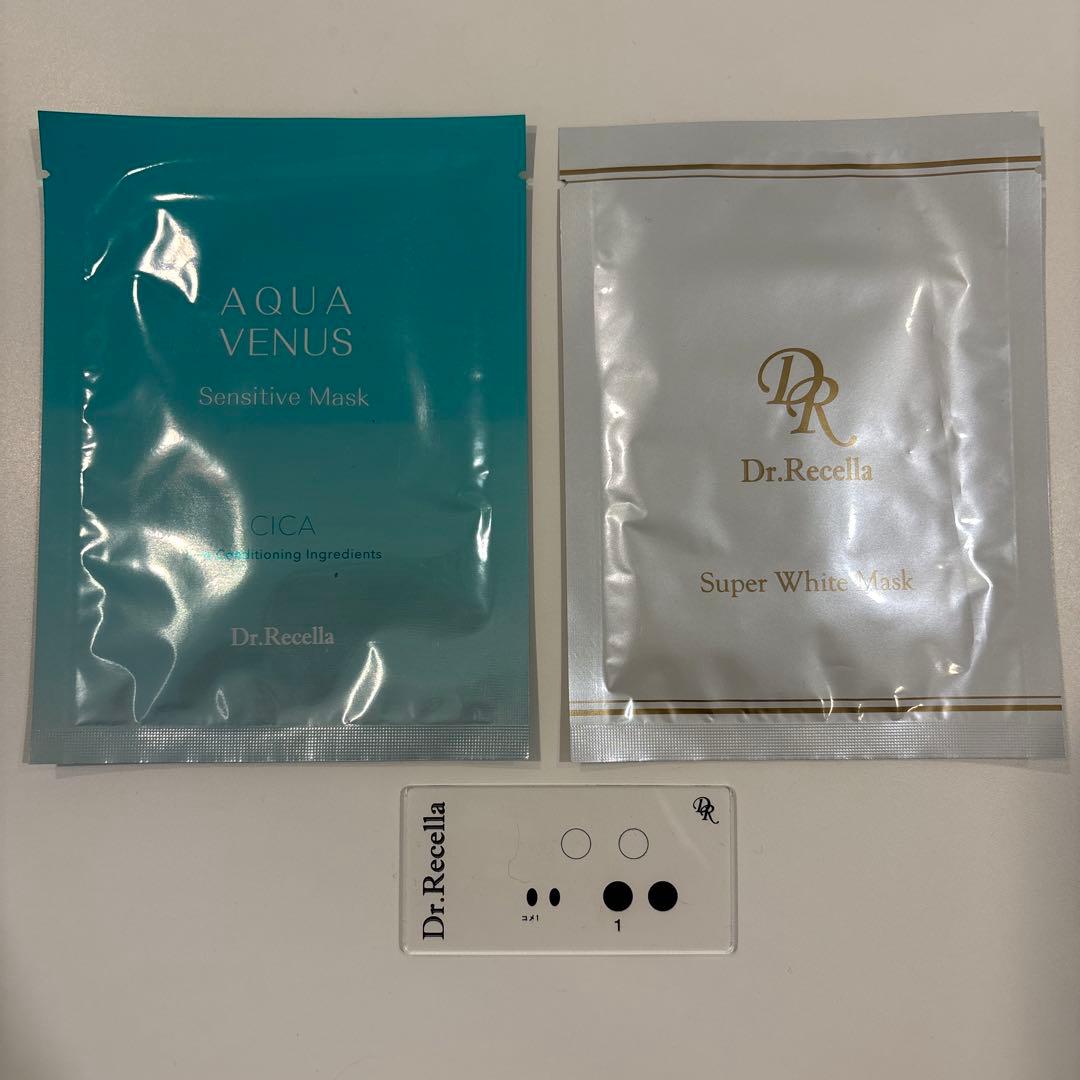 AQUA
VENUS
Sensitive Mask
CICA
Conditioning Ingredients
Dr.Recella
DR
Dr.Recella
Super White Mask
Dr.Recella
DR
コメ1
1